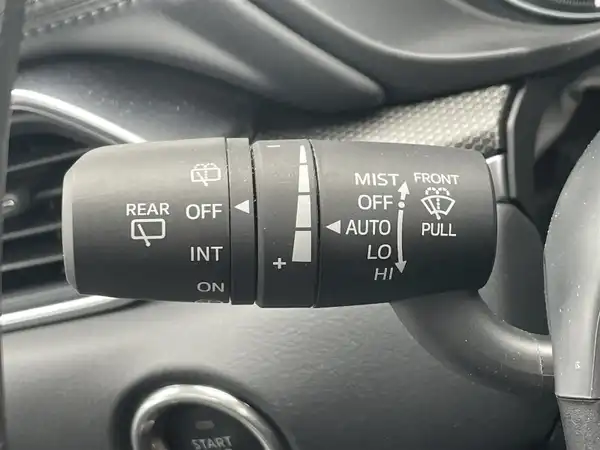 REAR
OFF
INT
ON
-
+
MIST
OFF
AUTO
LO
HI
FRONT
PULL
START